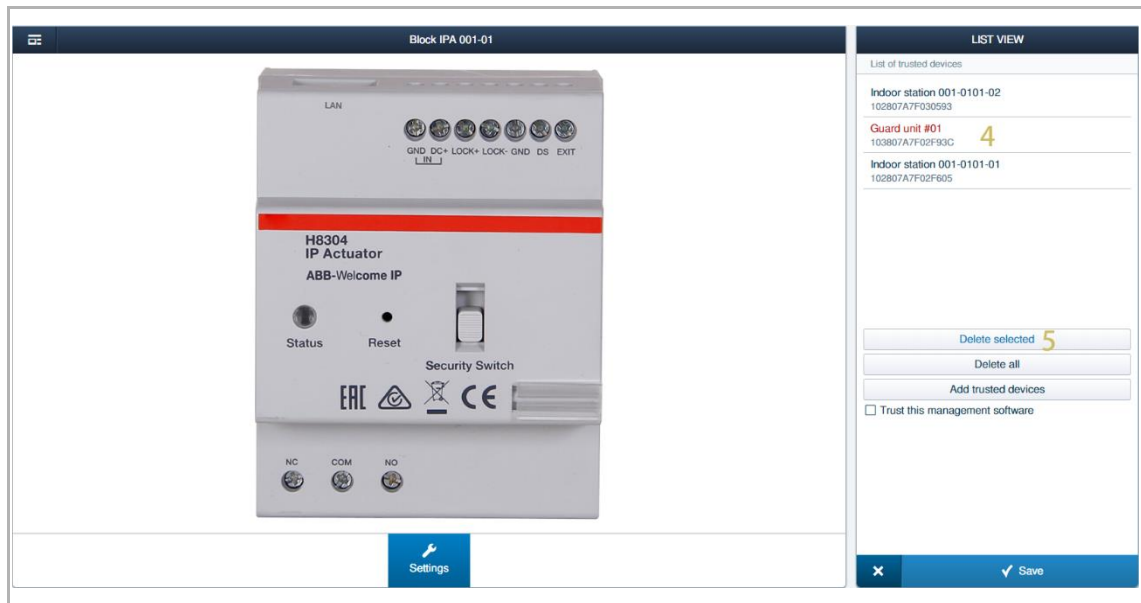 Block IPA 001-01
LAN
GND DC+ LOCK+ LOCK- GND DS EXIT
IN
H8304
IP Actuator
ABB-Welcome IP
Status
Reset
Security Switch
EAC CE
NC COM NO
Settings
LIST VIEW
List of trusted devices
Indoor station 001-0101-02
102807A7F030593
Guard unit #01
103807A7F02F93C
4
Indoor station 001-0101-01
102807A7F02F605
Delete selected 5
Delete all
Add trusted devices
Trust this management software
Save